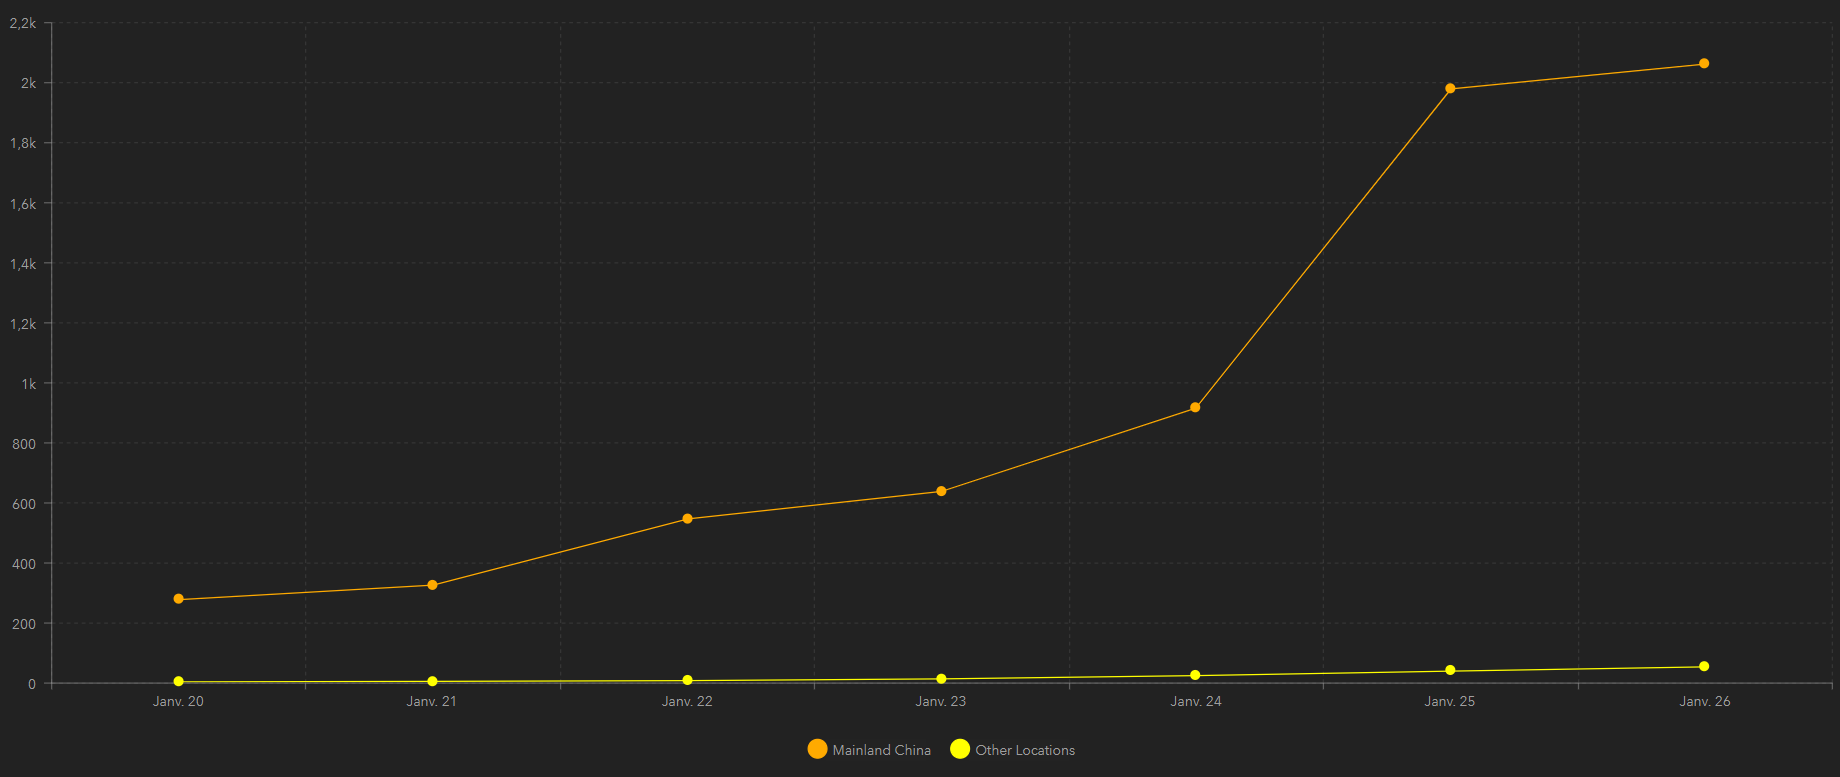 2,2k
2k
1,8k
1,6k
1,4k
1,2k
1k
800
600
400
200
0
Janv. 20 Janv. 21 Janv. 22 Janv. 23 Janv. 24 Janv. 25 Janv. 26
Mainland China Other Locations